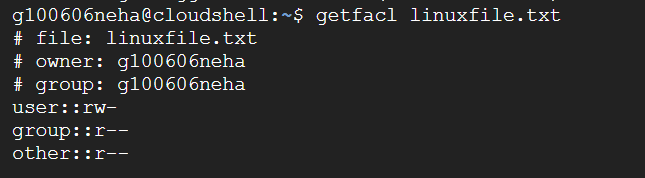 g100606neha@cloudshell:~$ getfacl linuxfile.txt
# file: linuxfile.txt
# owner: g100606neha
# group: g100606neha
user::rw-
group::r--
other::r--